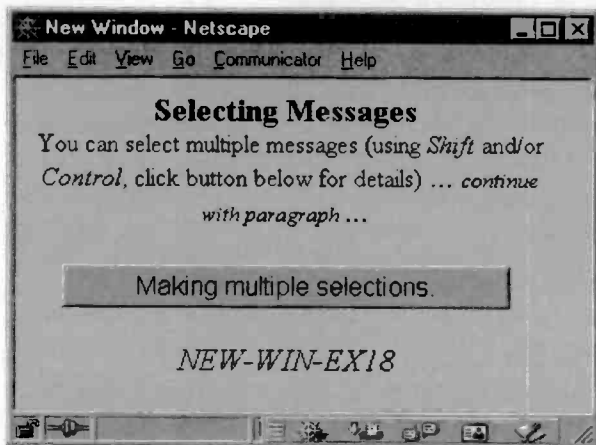 New Window - Netscape
File Edit View Go Communicator Help
Selecting Messages
You can select multiple messages (using Shift and/or
Control, click button below for details) ... continue
with paragraph ...
Making multiple selections.
NEW-WIN-EX18